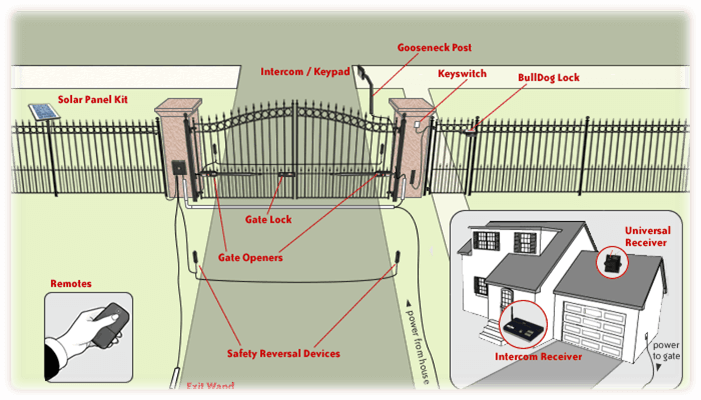 Gooseneck Post
Intercom / Keypad
Keyswitch
BullDog Lock
Solar Panel Kit
Gate Lock
Gate Openers
Universal
Receiver
Remotes
power from house
Safety Reversal Devices
Intercom Receiver
power
to gate
Exit Wand